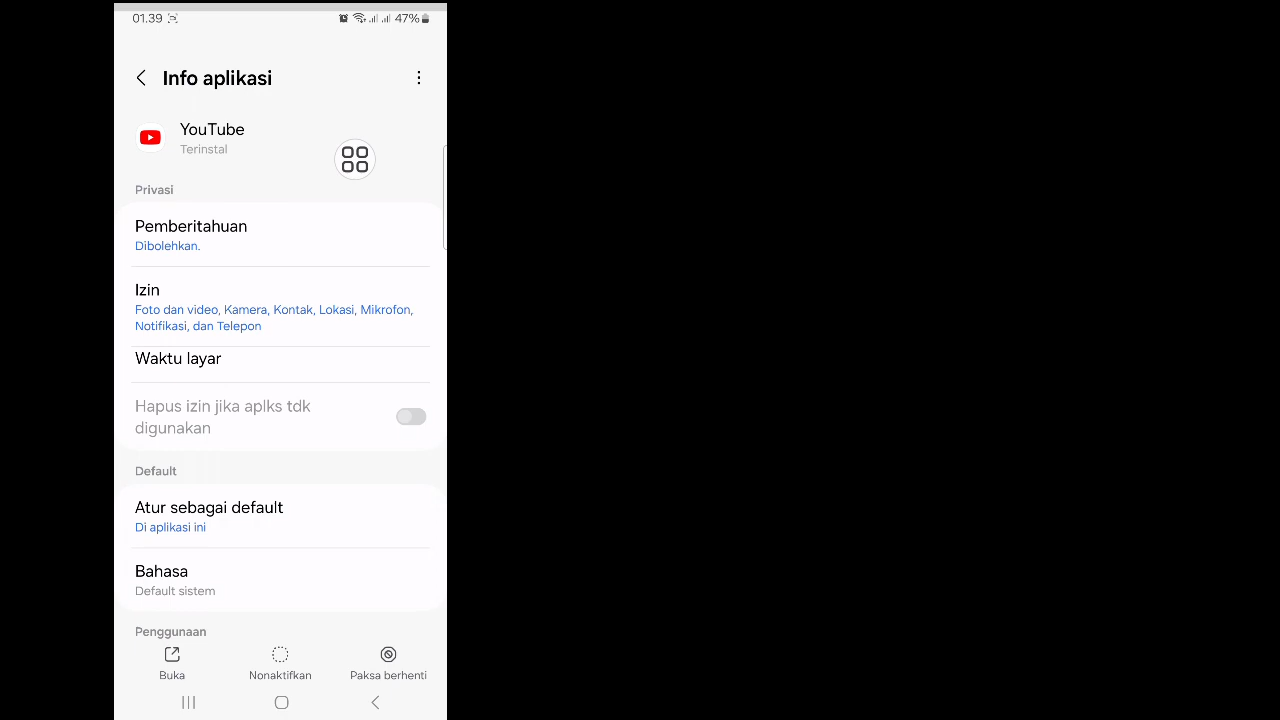 01.39
47%
Info aplikasi
YouTube
Terinstal
Privasi
Pemberitahuan
Dibolehkan.
Izin
Foto dan video, Kamera, Kontak, Lokasi, Mikrofon,
Notifikasi, dan Telepon
Waktu layar
Hapus izin jika aplks tdk
digunakan
Default
Atur sebagai default
Di aplikasi ini
Bahasa
Default sistem
Penggunaan
Buka
Nonaktifkan
Paksa berhenti